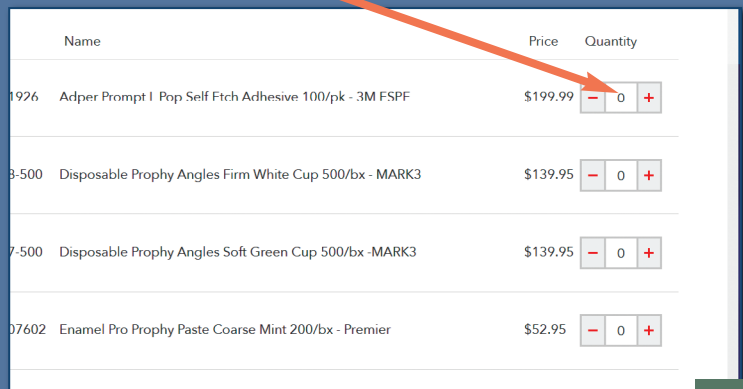 Name Price Quantity
1926 Adper Prompt L Pop Self Etch Adhesive 100/pk - 3M ESPE $199.99 − 0 +
8-500 Disposable Prophy Angles Firm White Cup 500/bx - MARK3 $139.95 − 0 +
7-500 Disposable Prophy Angles Soft Green Cup 500/bx -MARK3 $139.95 − 0 +
07602 Enamel Pro Prophy Paste Coarse Mint 200/bx - Premier $52.95 − 0 +